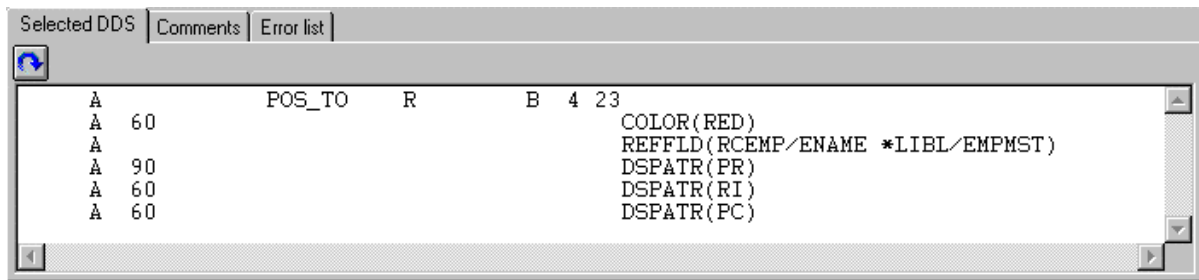 Selected DDS Comments Error list
A POS_TO R B 4 23
A 60 COLOR(RED)
A REFFLD(RCEMP/ENAME *LIBL/EMPMST)
A 90 DSPATR(PR)
A 60 DSPATR(RI)
A 60 DSPATR(PC)